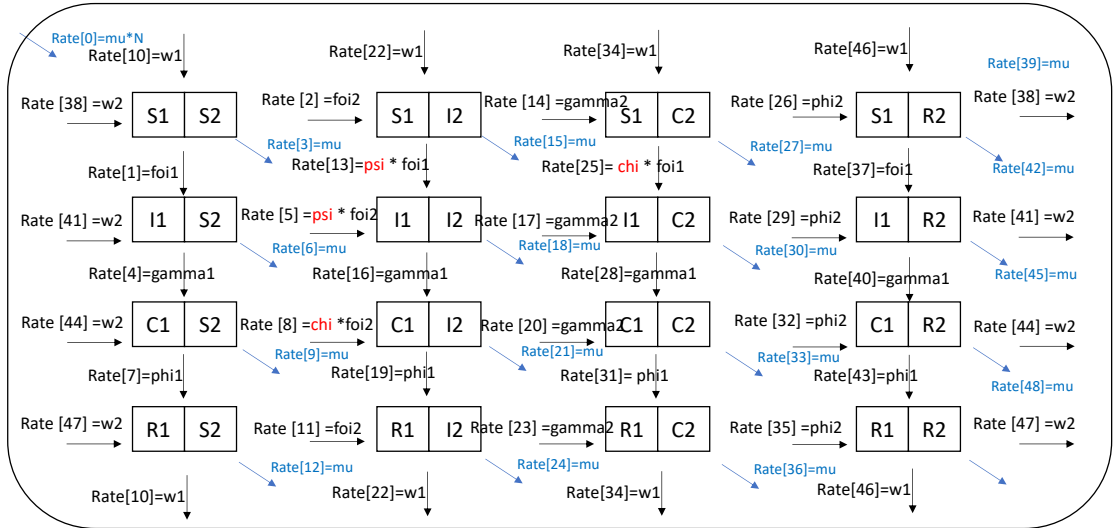 Rate[0]=mu*N
Rate[10]=w1
Rate[22]=w1
Rate[34]=w1
Rate[46]=w1
Rate[39]=mu
Rate [38] =w2
S1 S2
Rate [2] =foi2
S1 I2
Rate [14] =gamma2
S1 C2
Rate [26] =phi2
S1 R2
Rate [38] =w2
Rate[3]=mu
Rate[15]=mu
Rate[27]=mu
Rate[42]=mu
Rate[1]=foi1
Rate[13]=psi * foi1
Rate[25]= chi * foi1
Rate[37]=foi1
Rate [41] =w2
I1 S2
Rate [5] =psi * foi2
I1 I2
Rate [17] =gamma2
I1 C2
Rate [29] =phi2
I1 R2
Rate [41] =w2
Rate[6]=mu
Rate[18]=mu
Rate[30]=mu
Rate[45]=mu
Rate[4]=gamma1
Rate[16]=gamma1
Rate[28]=gamma1
Rate[40]=gamma1
Rate [44] =w2
C1 S2
Rate [8] =chi *foi2
C1 I2
Rate [20] =gamma2
C1 C2
Rate [32] =phi2
C1 R2
Rate [44] =w2
Rate[9]=mu
Rate[21]=mu
Rate[33]=mu
Rate[48]=mu
Rate[7]=phi1
Rate[19]=phi1
Rate[31]= phi1
Rate[43]=phi1
Rate [47] =w2
R1 S2
Rate [11] =foi2
R1 I2
Rate [23] =gamma2
R1 C2
Rate [35] =phi2
R1 R2
Rate [47] =w2
Rate[12]=mu
Rate[24]=mu
Rate[36]=mu
Rate[10]=w1
Rate[22]=w1
Rate[34]=w1
Rate[46]=w1